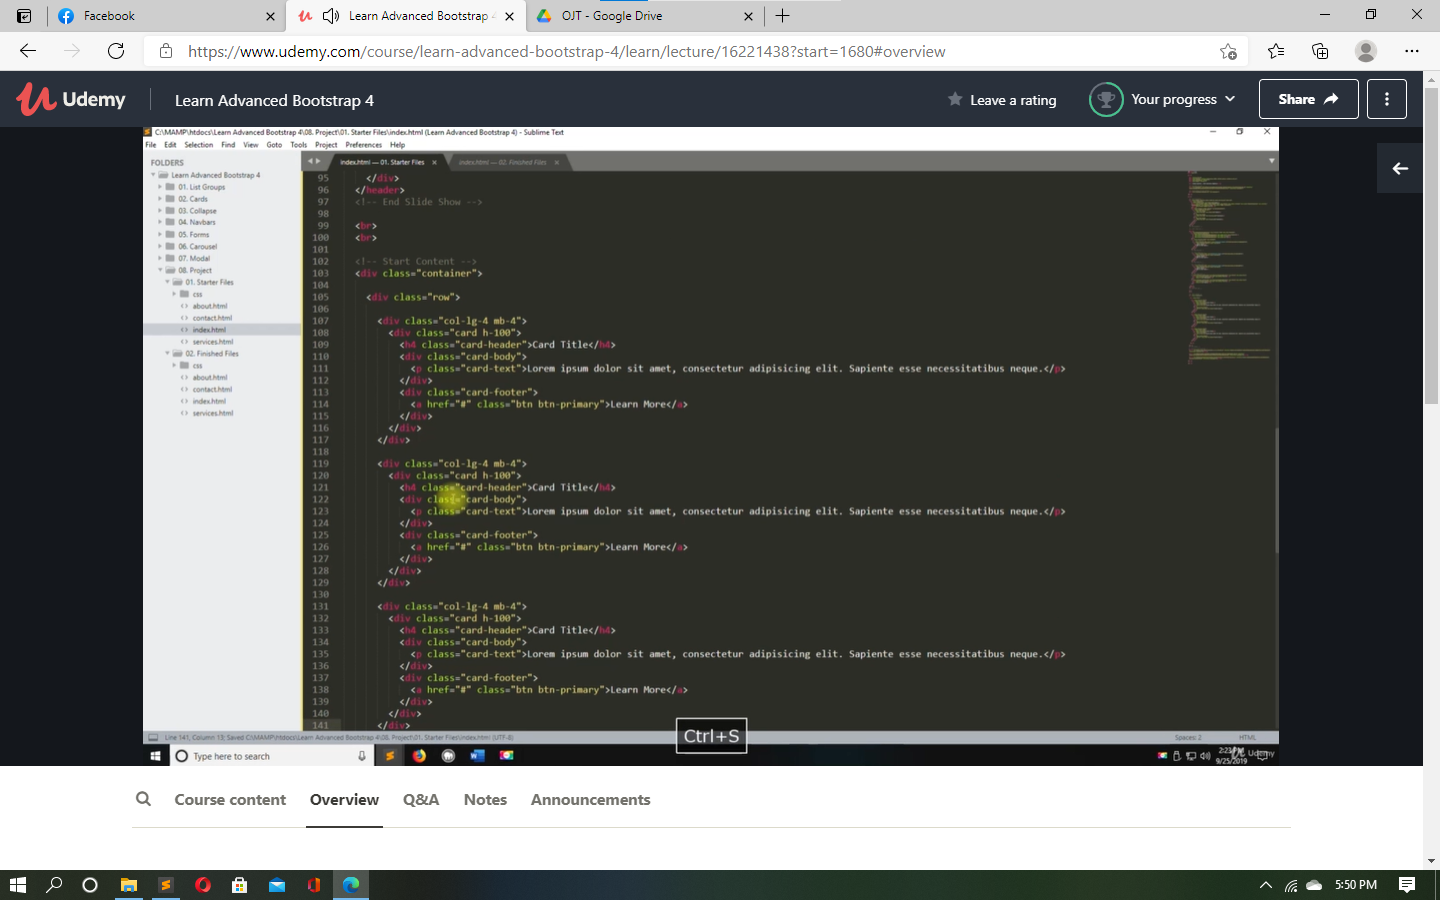 Facebook
Learn Advanced Bootstrap 4
OJT - Google Drive
https://www.udemy.com/course/learn-advanced-bootstrap-4/learn/lecture/16221438?start=1680#overview
Udemy
Learn Advanced Bootstrap 4
Leave a rating
Your progress
Share
C:\MAMP\htdocs\Learn Advanced Bootstrap 4\08. Project\01. Starter Files\index.html (Learn Advanced Bootstrap 4) - Sublime Text
File Edit Selection Find View Goto Tools Project Preferences Help
FOLDERS
Learn Advanced Bootstrap 4
01. List Groups
02. Cards
03. Collapse
04. Navbars
05. Forms
06. Carousel
07. Modal
08. Project
01. Starter Files
css
about.html
contact.html
index.html
services.html
02. Finished Files
css
about.html
contact.html
index.html
services.html
index.html — 01. Starter Files
index.html — 02. Finished Files
95 </div>
96 </header>
97 <!-- End Slide Show -->
98
99 <br>
100 <br>
101
102 <!-- Start Content -->
103 <div class="container">
104
105 <div class="row">
106
107 <div class="col-lg-4 mb-4">
108 <div class="card h-100">
109 <h4 class="card-header">Card Title</h4>
110 <div class="card-body">
111 <p class="card-text">Lorem ipsum dolor sit amet, consectetur adipisicing elit. Sapiente esse necessitatibus neque.</p>
112 </div>
113 <div class="card-footer">
114 <a href="#" class="btn btn-primary">Learn More</a>
115 </div>
116 </div>
117 </div>
118
119 <div class="col-lg-4 mb-4">
120 <div class="card h-100">
121 <h4 class="card-header">Card Title</h4>
122 <div class="card-body">
123 <p class="card-text">Lorem ipsum dolor sit amet, consectetur adipisicing elit. Sapiente esse necessitatibus neque.</p>
124 </div>
125 <div class="card-footer">
126 <a href="#" class="btn btn-primary">Learn More</a>
127 </div>
128 </div>
129 </div>
130
131 <div class="col-lg-4 mb-4">
132 <div class="card h-100">
133 <h4 class="card-header">Card Title</h4>
134 <div class="card-body">
135 <p class="card-text">Lorem ipsum dolor sit amet, consectetur adipisicing elit. Sapiente esse necessitatibus neque.</p>
136 </div>
137 <div class="card-footer">
138 <a href="#" class="btn btn-primary">Learn More</a>
139 </div>
140 </div>
141 </div>
Line 141, Column 13; Saved C:\MAMP\htdocs\Learn Advanced Bootstrap 4\08. Project\01. Starter Files\index.html (UTF-8)
Spaces: 2
HTML
Ctrl+S
Type here to search
2:23 PM
Udemy
9/25/2019
Course content
Overview
Q&A
Notes
Announcements
5:50 PM